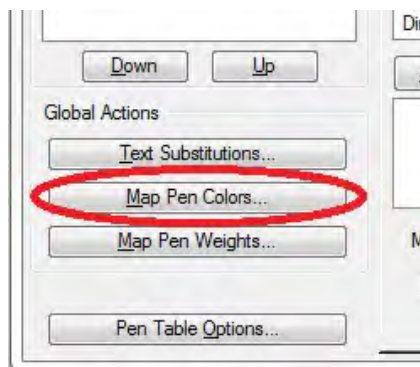 Down Up
Global Actions
Text Substitutions...
Map Pen Colors...
Map Pen Weights...
Pen Table Options...